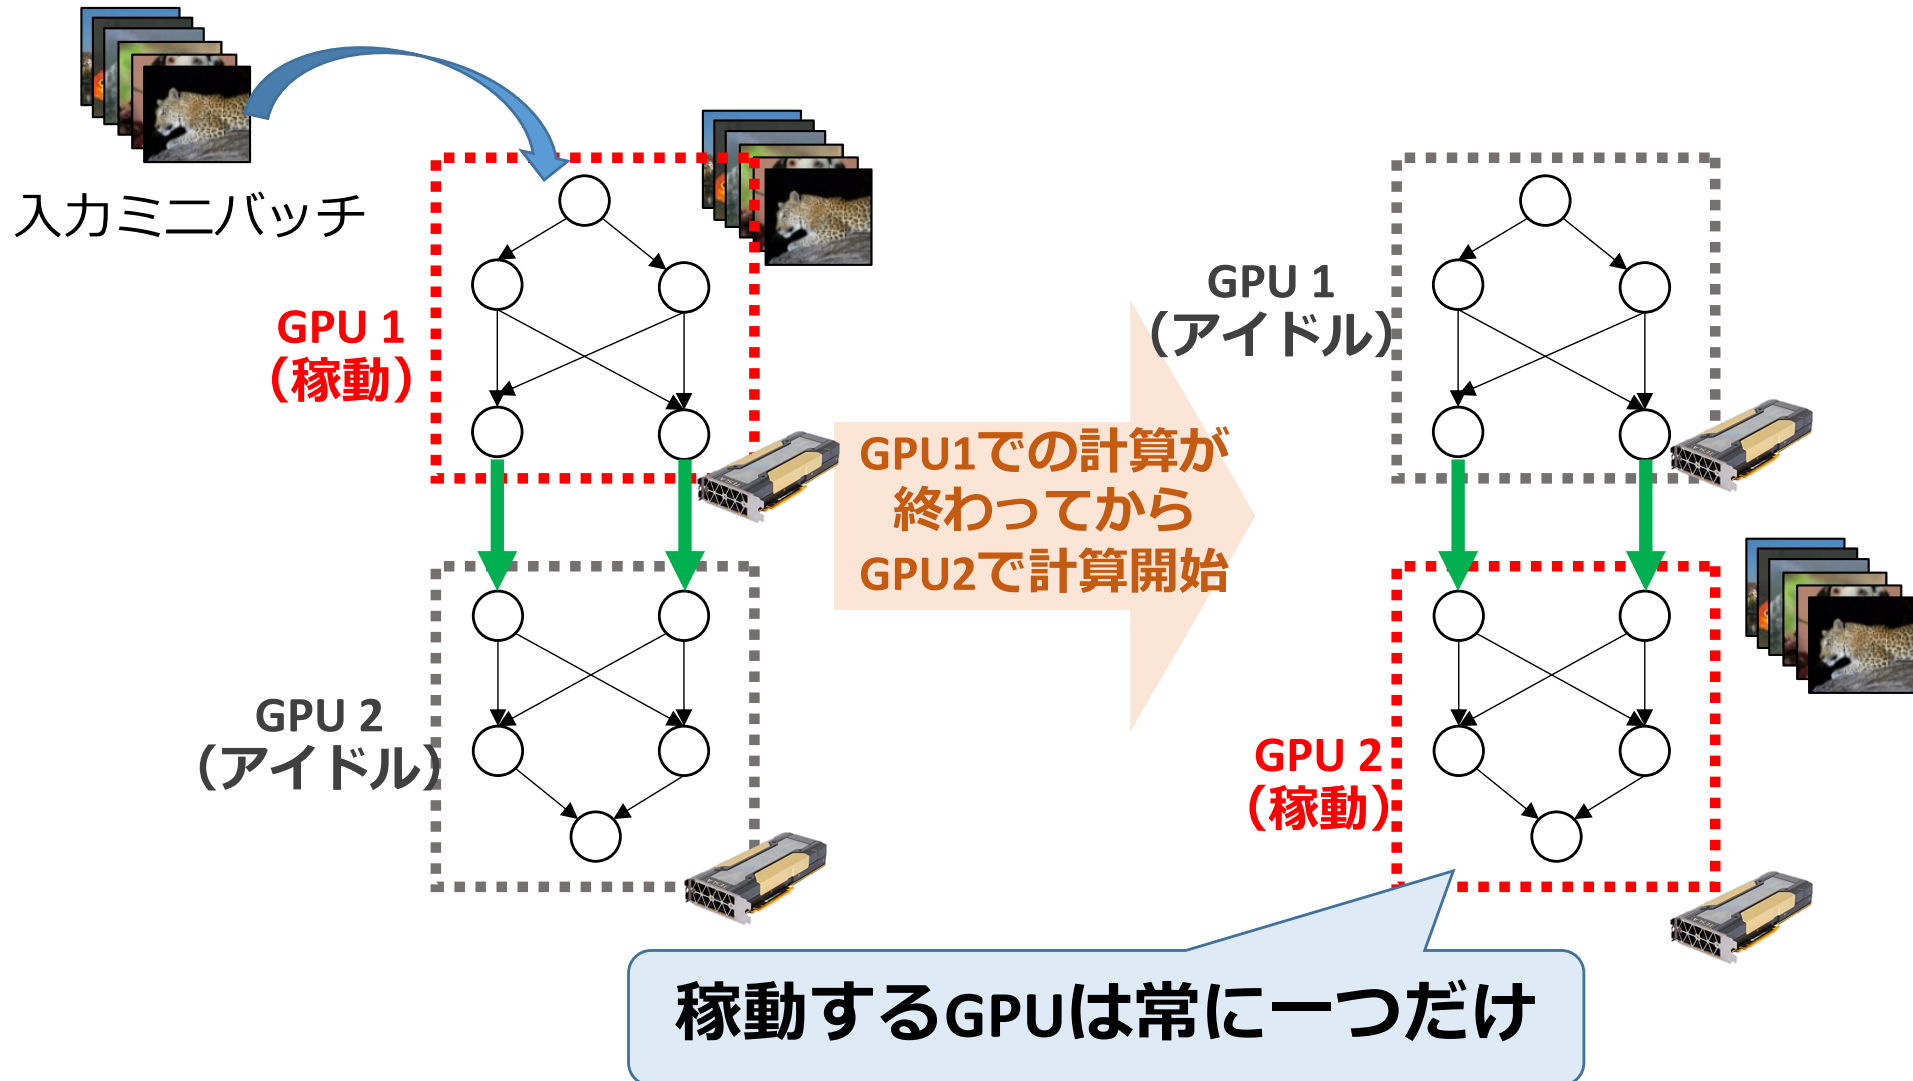 入力ミニバッチ
GPU 1
（稼動）
GPU 2
（アイドル）
GPU1での計算が
終わってから
GPU2で計算開始
GPU 1
（アイドル）
GPU 2
（稼動）
稼動するGPUは常に一つだけ